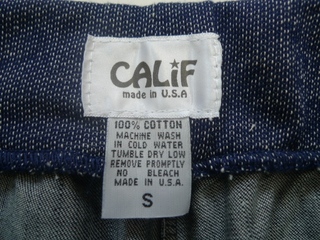 CALiF
made in U.S.A
100% COTTON
MACHINE WASH
IN COLD WATER
TUMBLE DRY LOW
REMOVE PROMPTLY
NO BLEACH
MADE IN U.S.A.
S